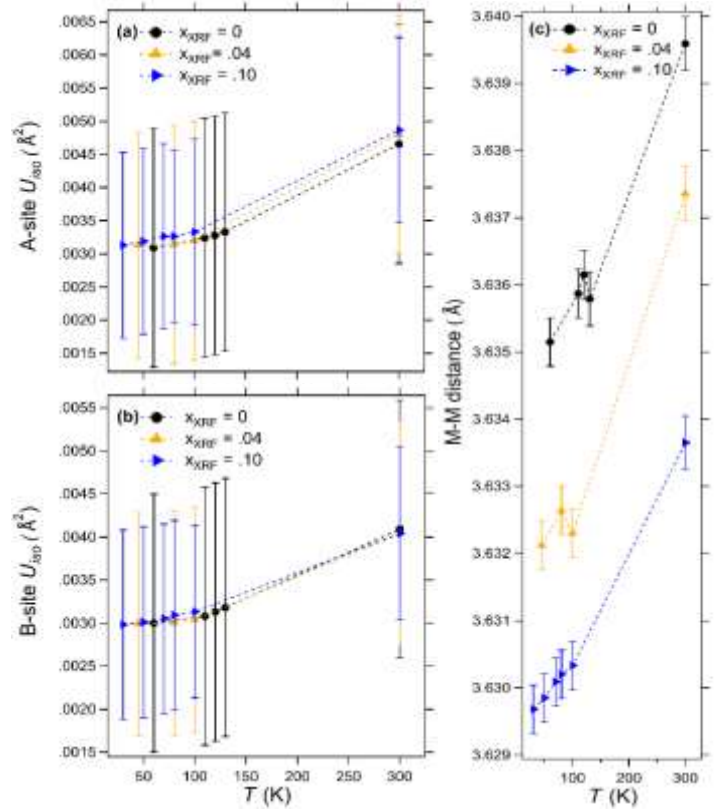 (a)
x_XRF = 0
x_XRF = .04
x_XRF = .10
.0065
.0060
.0055
.0050
.0045
.0040
.0035
.0030
.0025
.0020
.0015
A-site U_iso (Å²)
(b)
x_XRF = 0
x_XRF = .04
x_XRF = .10
.0055
.0050
.0045
.0040
.0035
.0030
.0025
.0020
.0015
B-site U_iso (Å²)
50 100 150 200 250 300
T (K)
(c)
x_XRF = 0
x_XRF = .04
x_XRF = .10
3.640
3.639
3.638
3.637
3.636
3.635
3.634
3.633
3.632
3.631
3.630
3.629
M-M distance (Å)
100 200 300
T (K)